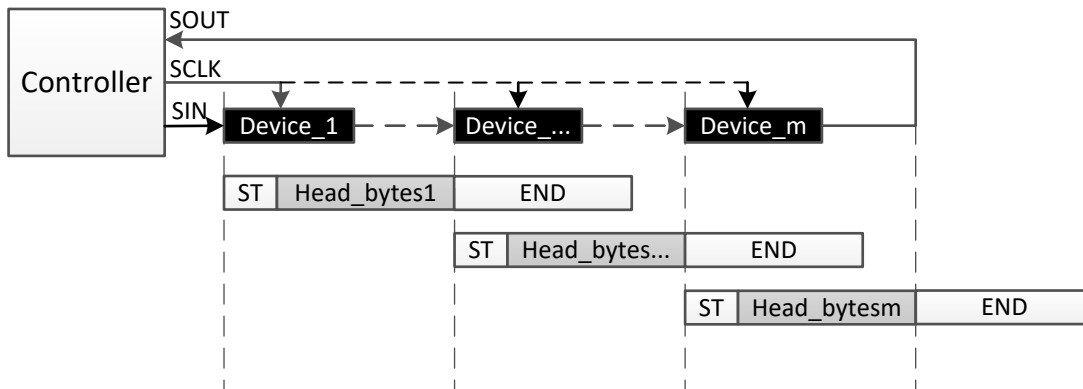 SOUT
Controller
SCLK
SIN
Device_1
Device_...
Device_m
ST Head_bytes1 END
ST Head_bytes... END
ST Head_bytesm END